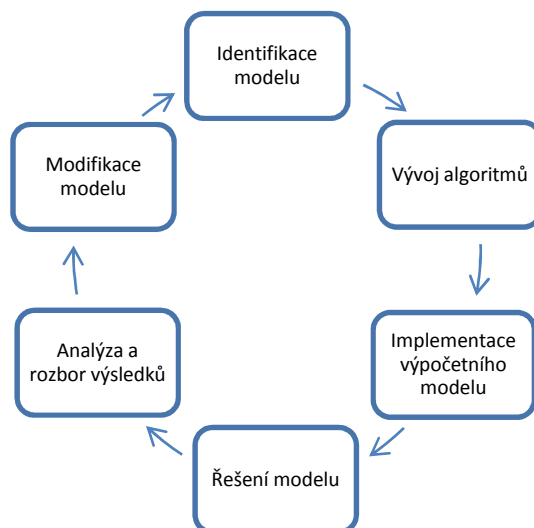 Identifikace
modelu
Vývoj algoritmů
Implementace
výpočetního
modelu
Řešení modelu
Analýza a
rozbor výsledků
Modifikace
modelu